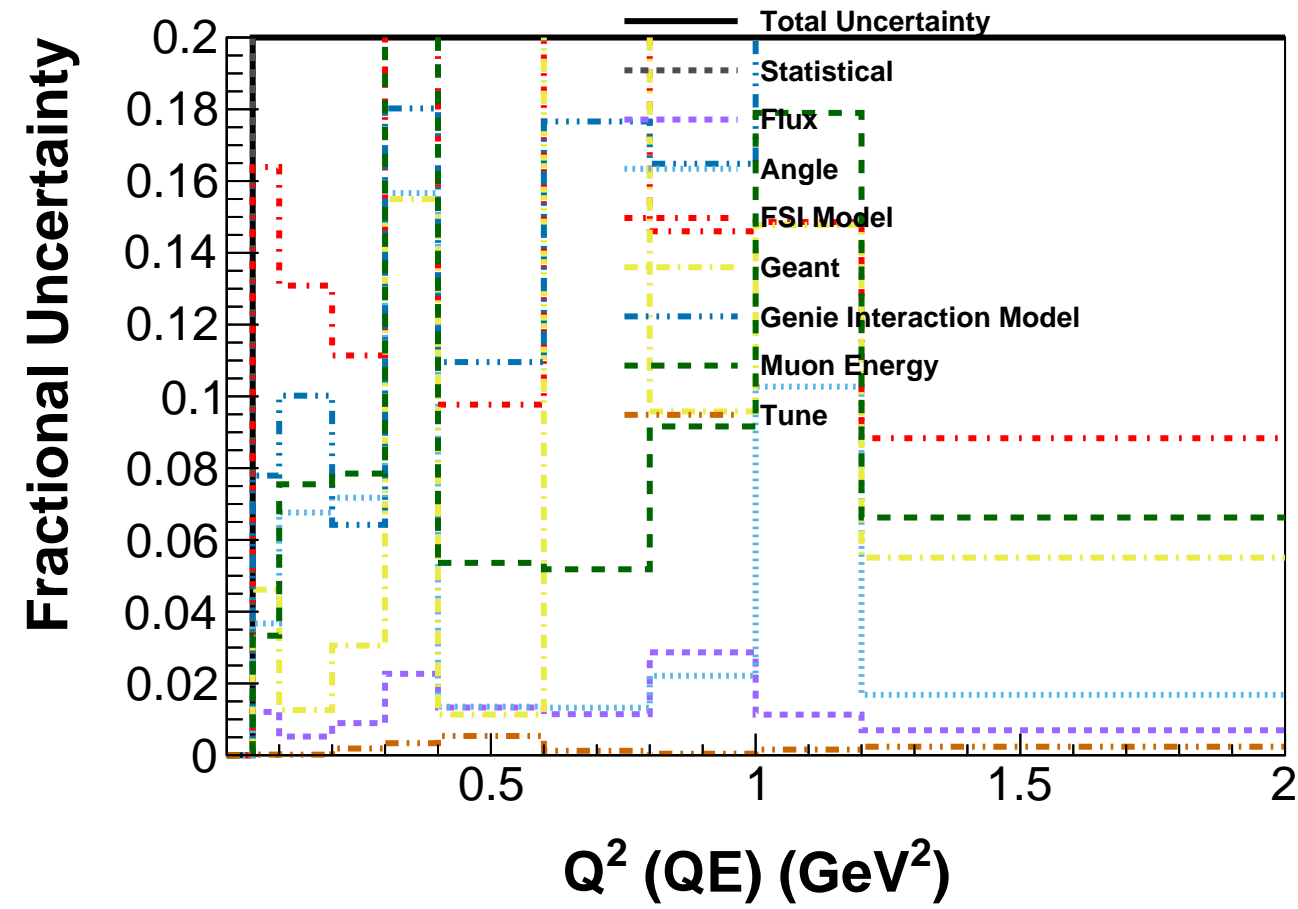 Total Uncertainty
Statistical
Flux
Angle
FSI Model
Geant
Genie Interaction Model
Muon Energy
Tune
Fractional Uncertainty
0.2
0.18
0.16
0.14
0.12
0.1
0.08
0.06
0.04
0.02
0
0.5 1 1.5 2
Q² (QE) (GeV²)